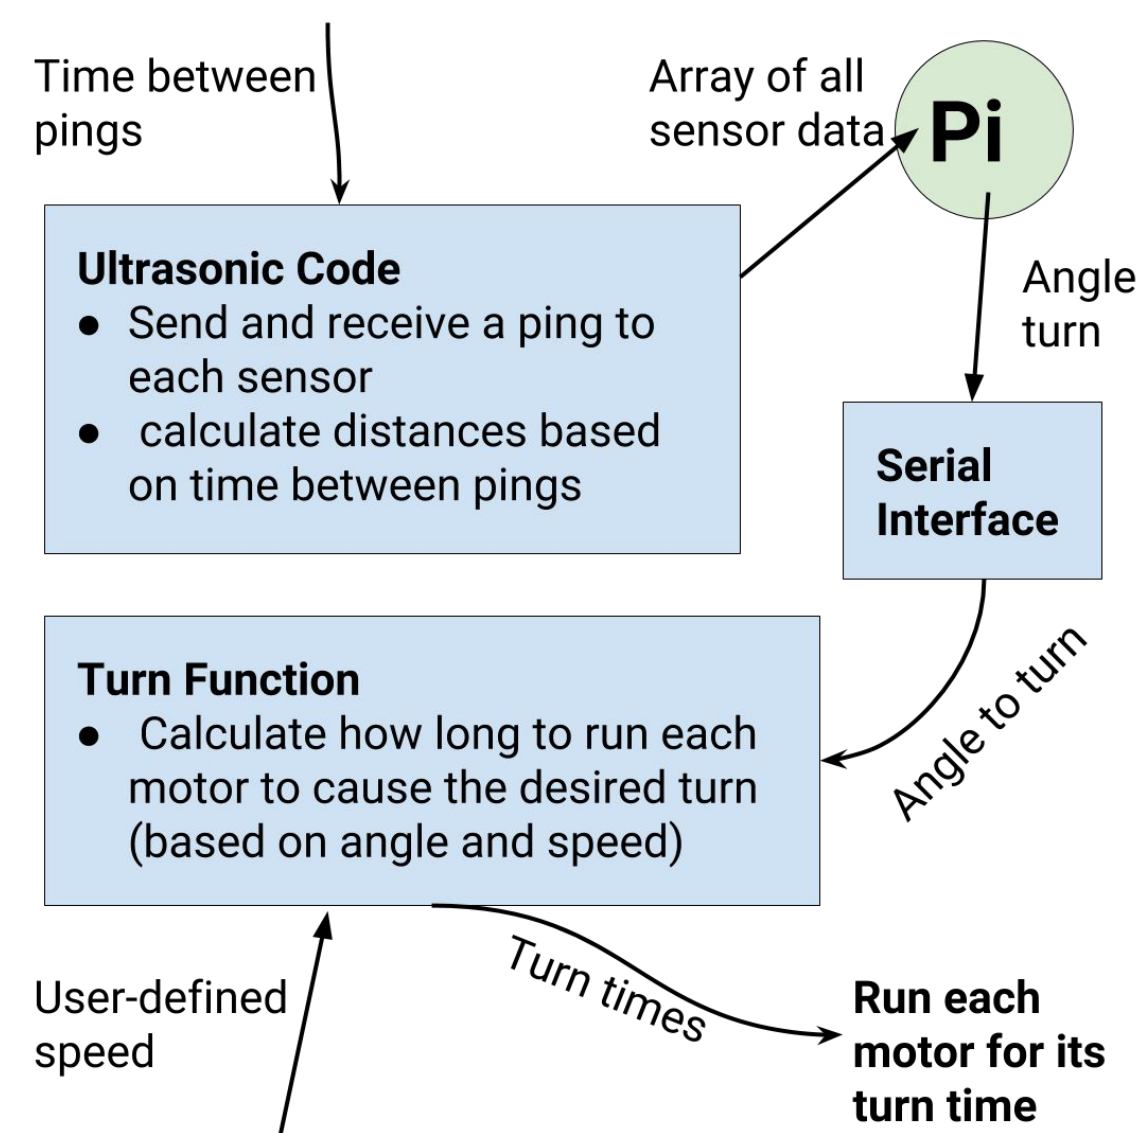 Time between
pings
Array of all
sensor data
Pi
Ultrasonic Code
● Send and receive a ping to
each sensor
● calculate distances based
on time between pings
Angle
turn
Serial
Interface
Turn Function
● Calculate how long to run each
motor to cause the desired turn
(based on angle and speed)
Angle to turn
User-defined
speed
Turn times
Run each
motor for its
turn time